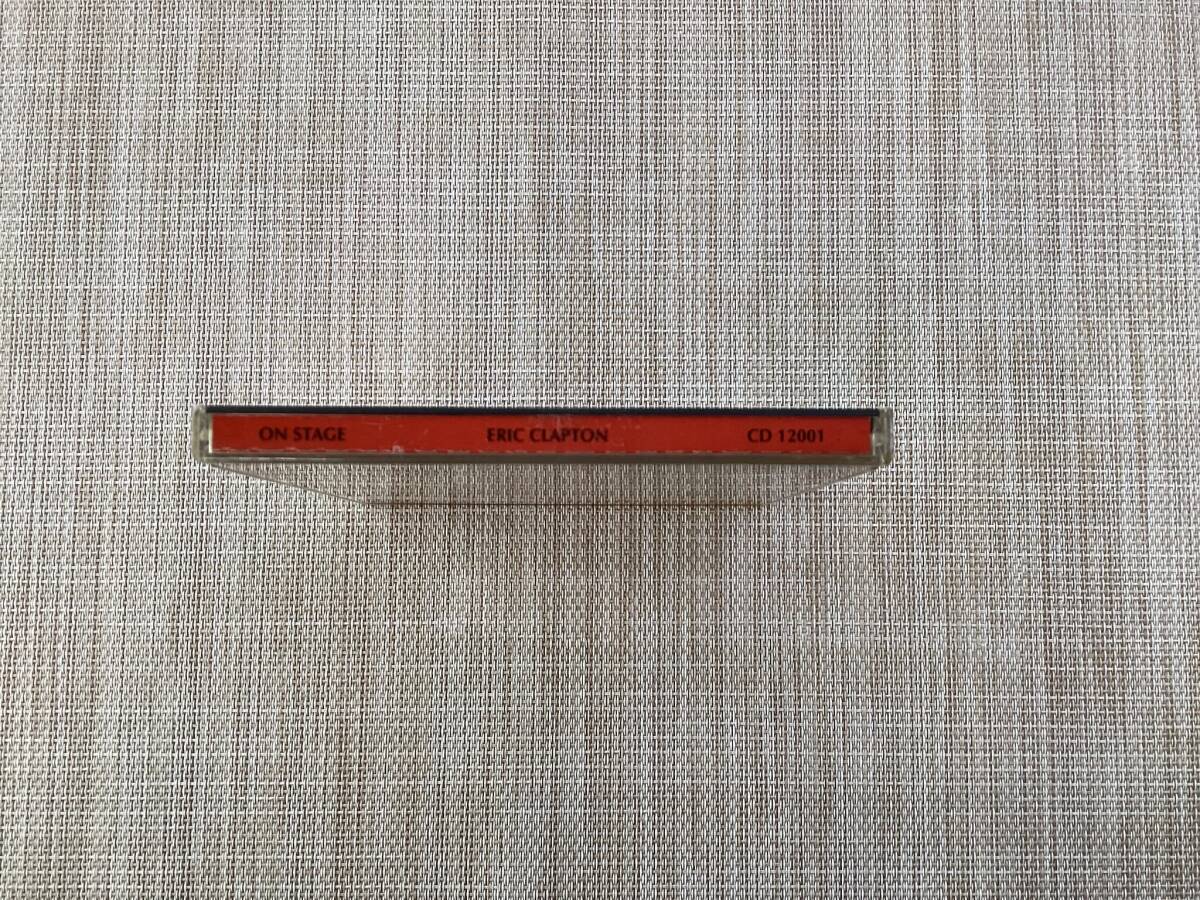 ON STAGE ERIC CLAPTON CD 12001